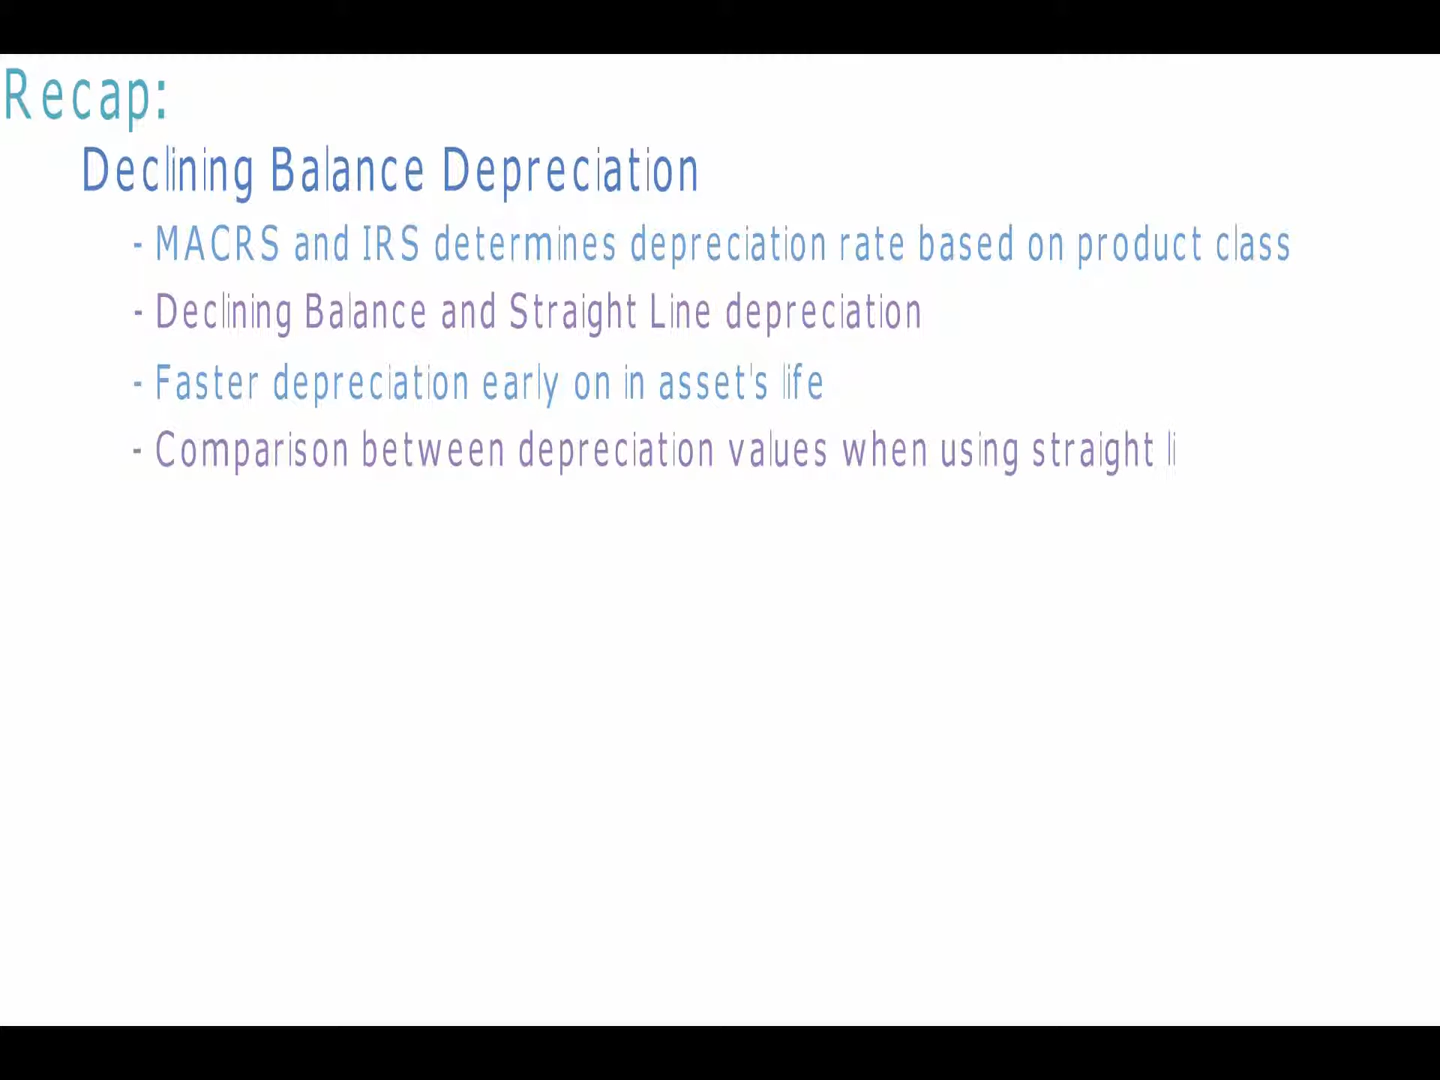 Recap:
Declining Balance Depreciation
- MACRS and IRS determines depreciation rate based on product class
- Declining Balance and Straight Line depreciation
- Faster depreciation early on in asset's life
- Comparison between depreciation values when using straight li